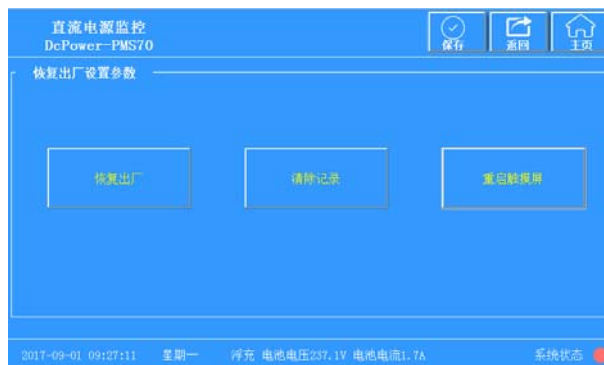 直流电源监控
DcPower-PMS70
保存
返回
主页
恢复出厂设置参数
恢复出厂
清除记录
重启触摸屏
2017-09-01 09:27:11 星期一 浮充 电池电压237.1V 电池电流1.7A 系统状态